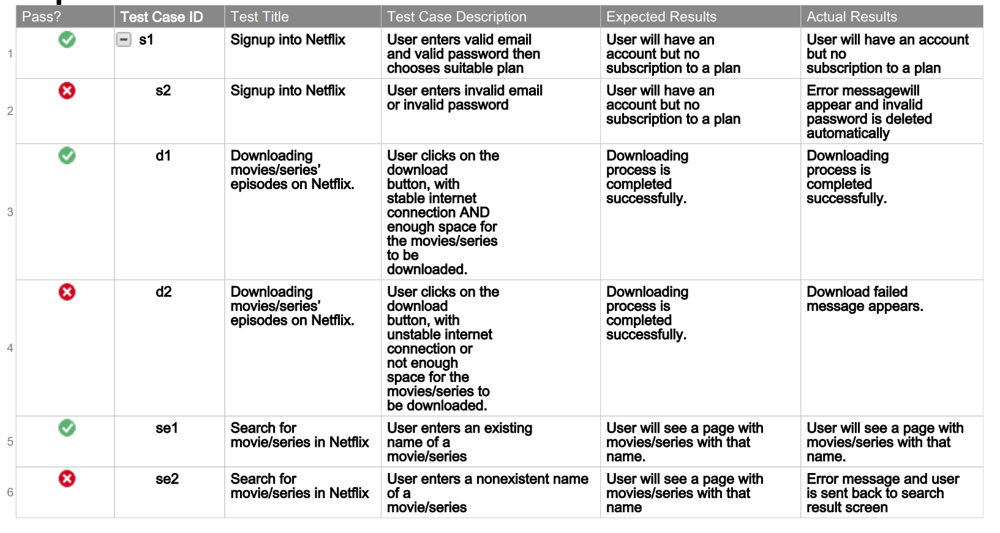 Pass? Test Case ID Test Title Test Case Description Expected Results Actual Results
1
s1
Signup into Netflix
User enters valid email
and valid password then
chooses suitable plan
User will have an
account but no
subscription to a plan
User will have an account
but no
subscription to a plan
2
s2
Signup into Netflix
User enters invalid email
or invalid password
User will have an
account but no
subscription to a plan
Error messagewill
appear and invalid
password is deleted
automatically
3
d1
Downloading
movies/series’
episodes on Netflix.
User clicks on the
download
button, with
stable internet
connection AND
enough space for
the movies/series
to be
downloaded.
Downloading
process is
completed
successfully.
Downloading
process is
completed
successfully.
4
d2
Downloading
movies/series’
episodes on Netflix.
User clicks on the
download
button, with
unstable internet
connection or
not enough
space for the
movies/series to
be downloaded.
Downloading
process is
completed
successfully.
Download failed
message appears.
5
se1
Search for
movie/series in Netflix
User enters an existing
name of a
movie/series
User will see a page with
movies/series with that
name.
User will see a page with
movies/series with that
name.
6
se2
Search for
movie/series in Netflix
User enters a nonexistent name
of a
movie/series
User will see a page with
movies/series with that
name
Error message and user
is sent back to search
result screen